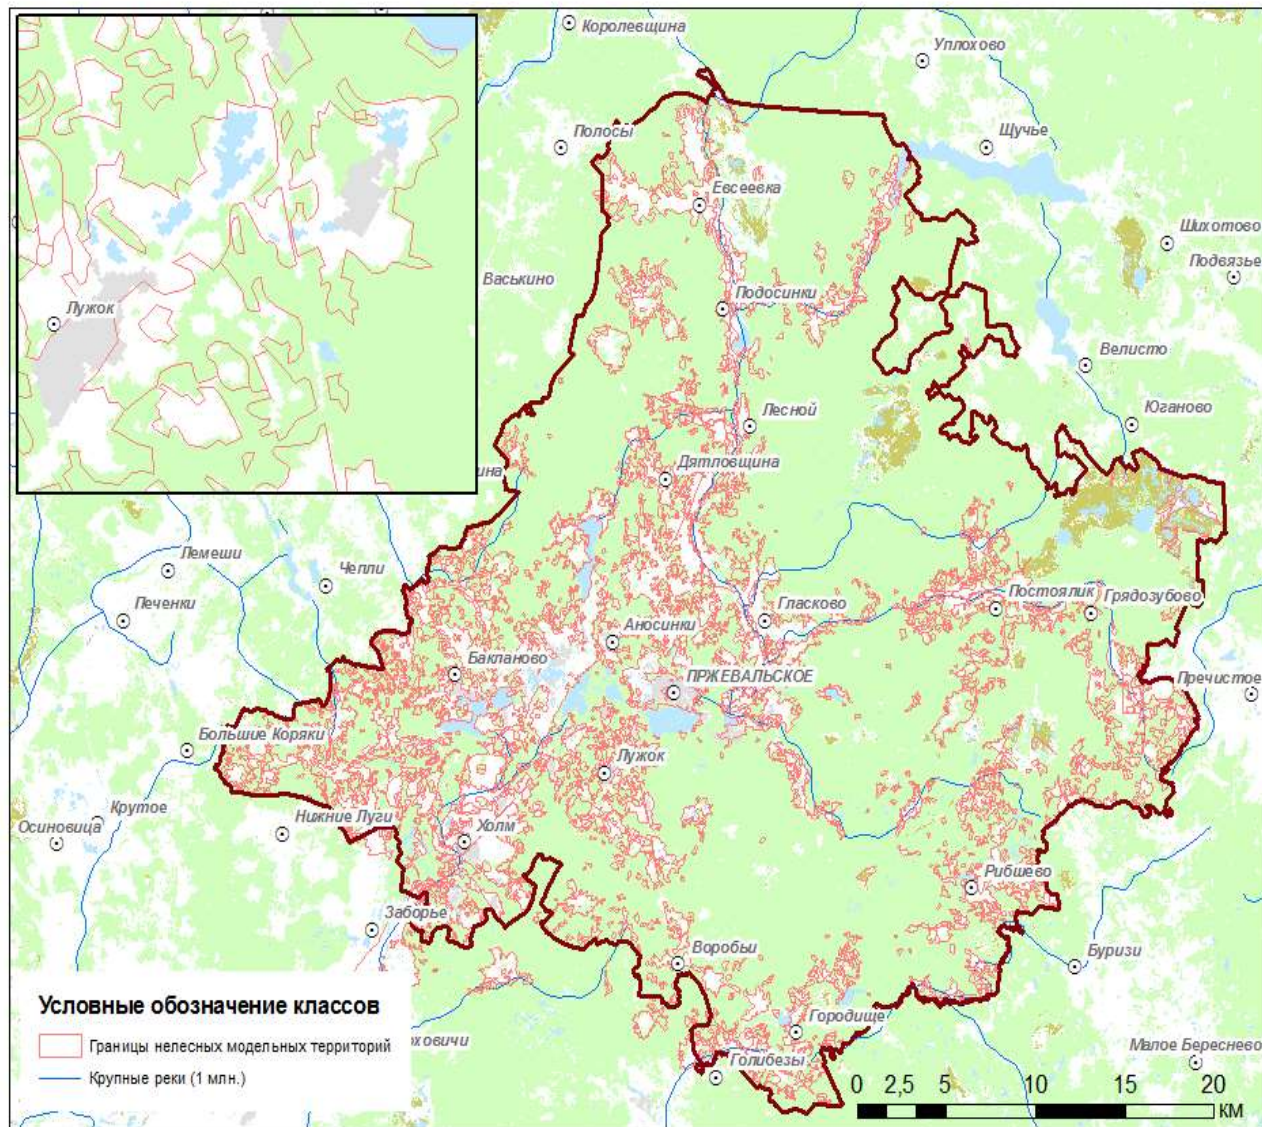 Королевщина
Уплохово
Полосы
Щучье
Евсеевка
Шихотово
Подвязье
Васькино
Подосинки
Лужок
Велисто
Юганово
Лесной
Дятловщина
ина
Лемеши
Чепли
Печенки
Гласково
Постоялик
Грядозубово
Аносинки
Бакланово
ПРЖЕВАЛЬСКОЕ
Пречистое
Большие Коряки
Лужок
Крутое
Осиновица
Нижние Луги
Холм
Рибшево
Заборье
Воробьи
Буризи
Городище
Голибезы
Малое Береснево
Условные обозначение классов
Границы нелесных модельных территорий
оховичи
Крупные реки (1 млн.)
0 2,5 5 10 15 20
КМ